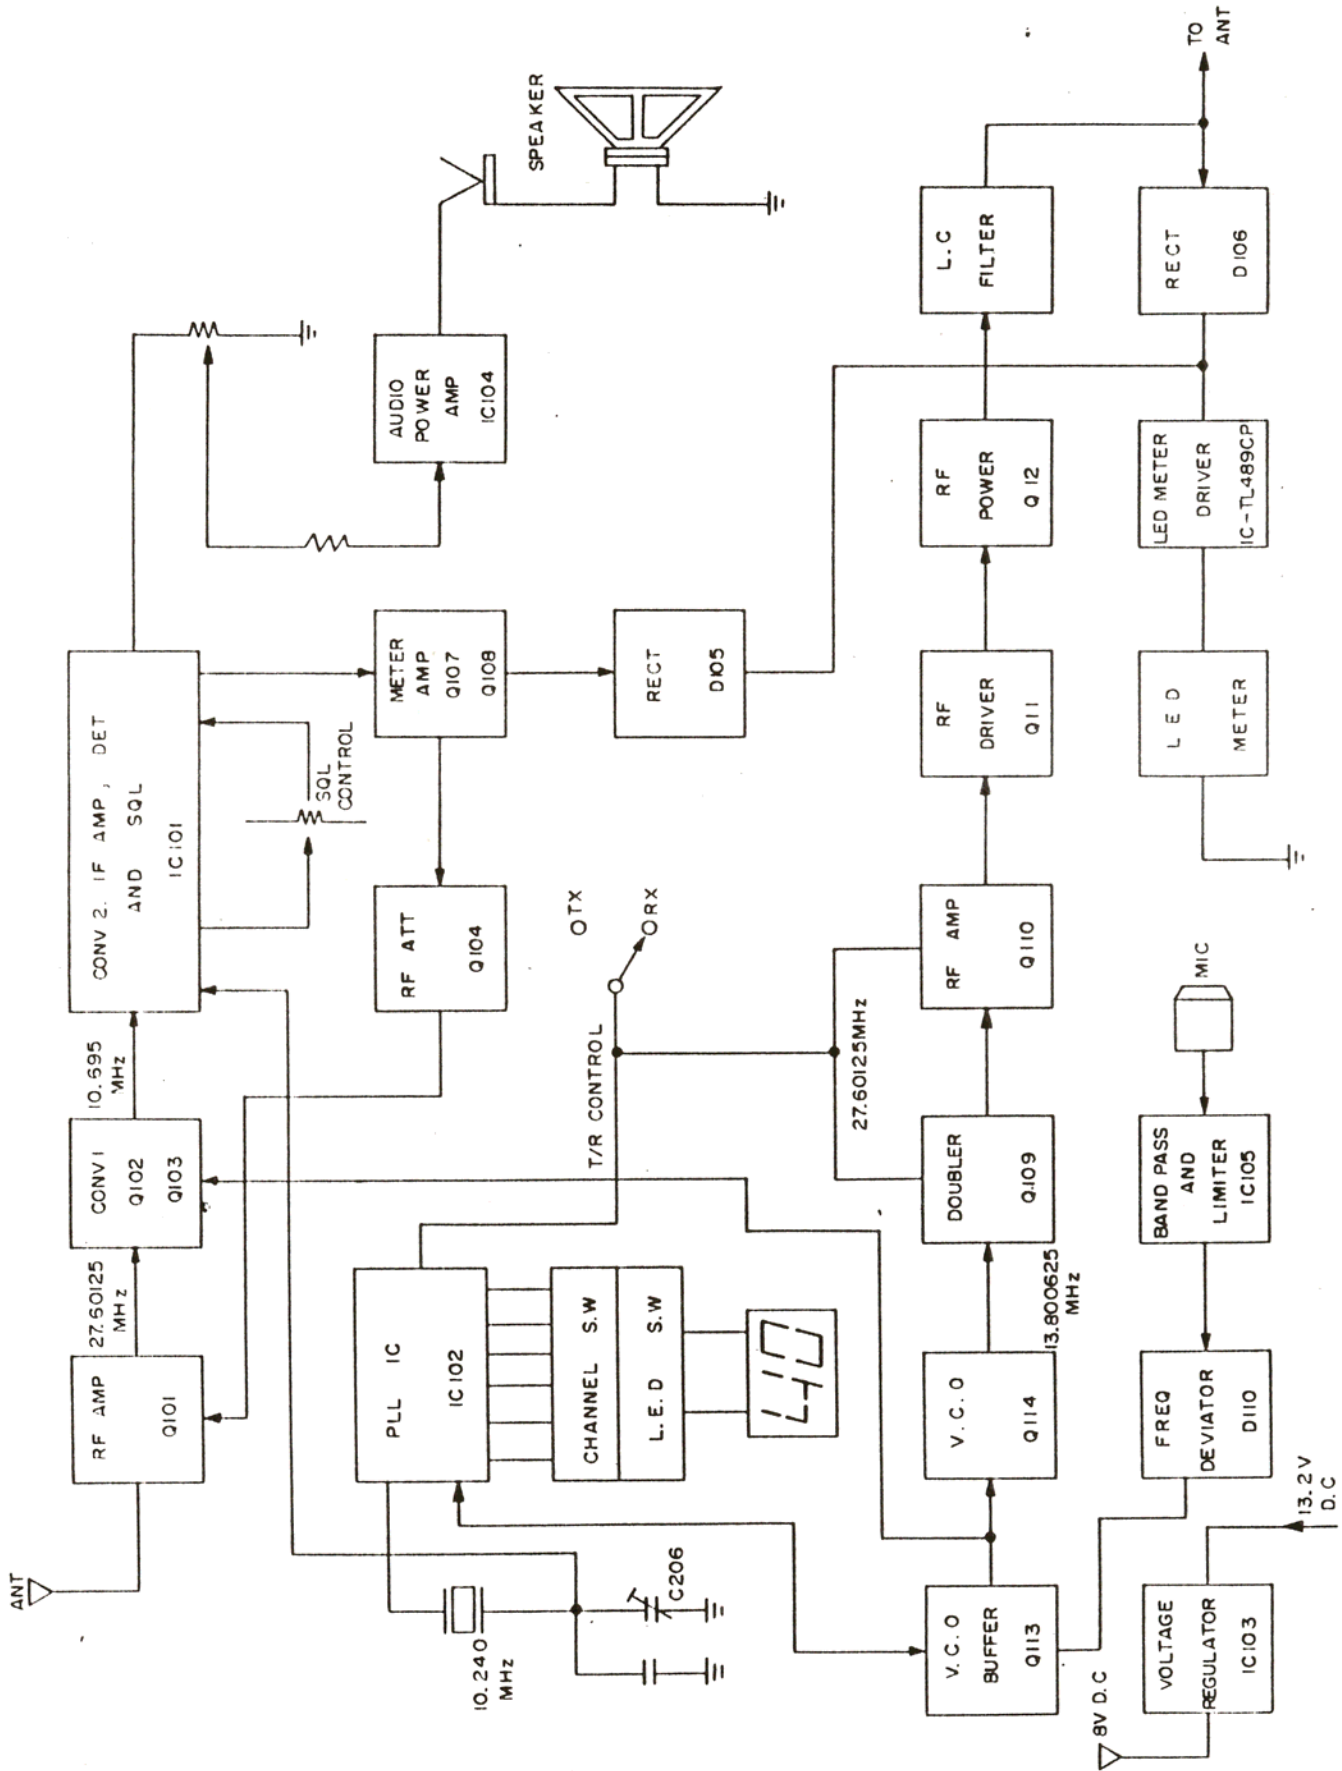 ANT
RF AMP
Q101
27.60125
MHz
CONV 1
Q102
Q103
10.695
MHz
CONV 2. IF AMP, DET
AND SQL
IC101
SQL
CONTROL
METER
AMP
Q107
Q108
RF ATT
Q104
RECT
D105
AUDIO
POWER
AMP
IC104
SPEAKER
PLL IC
IC102
CHANNEL S.W
L.E.D S.W
40
10.240
MHz
C206
T/R CONTROL
TX
RX
27.60125MHz
V.C.O
BUFFER
Q113
V.C.O
Q114
13.800625
MHz
DOUBLER
Q109
RF AMP
Q110
RF
DRIVER
Q11
RF
POWER
Q12
L.C
FILTER
TO
ANT
8V D.C
VOLTAGE
REGULATOR
IC103
13.2V
D.C
FREQ
DEVIATOR
D110
BAND PASS
AND
LIMITER
IC105
MIC
LED
METER
LED METER
DRIVER
IC-TL489CP
RECT
D106